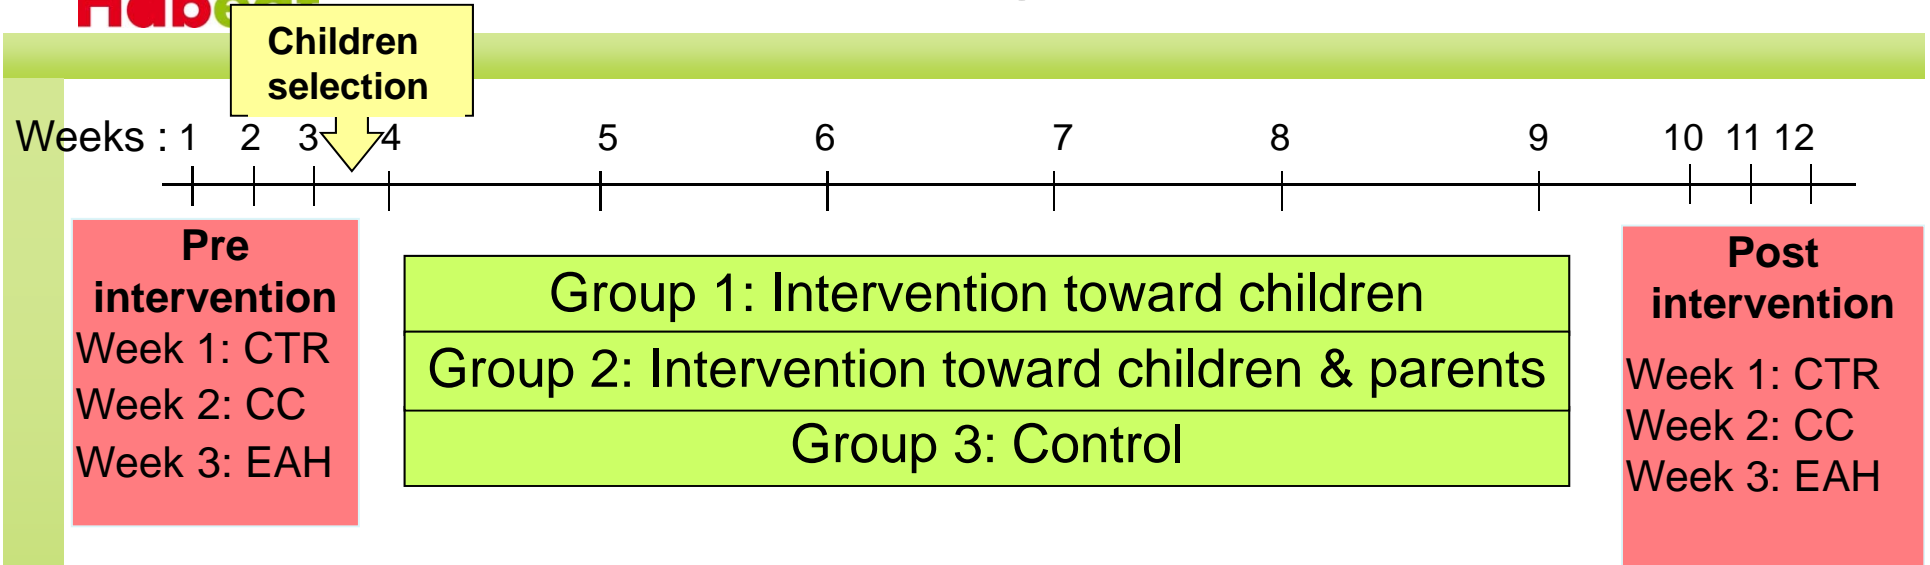 Habeat
Children
selection
Weeks : 1 2 3 4 5 6 7 8 9 10 11 12
Pre
intervention
Week 1: CTR
Week 2: CC
Week 3: EAH
Group 1: Intervention toward children
Group 2: Intervention toward children & parents
Group 3: Control
Post
intervention
Week 1: CTR
Week 2: CC
Week 3: EAH